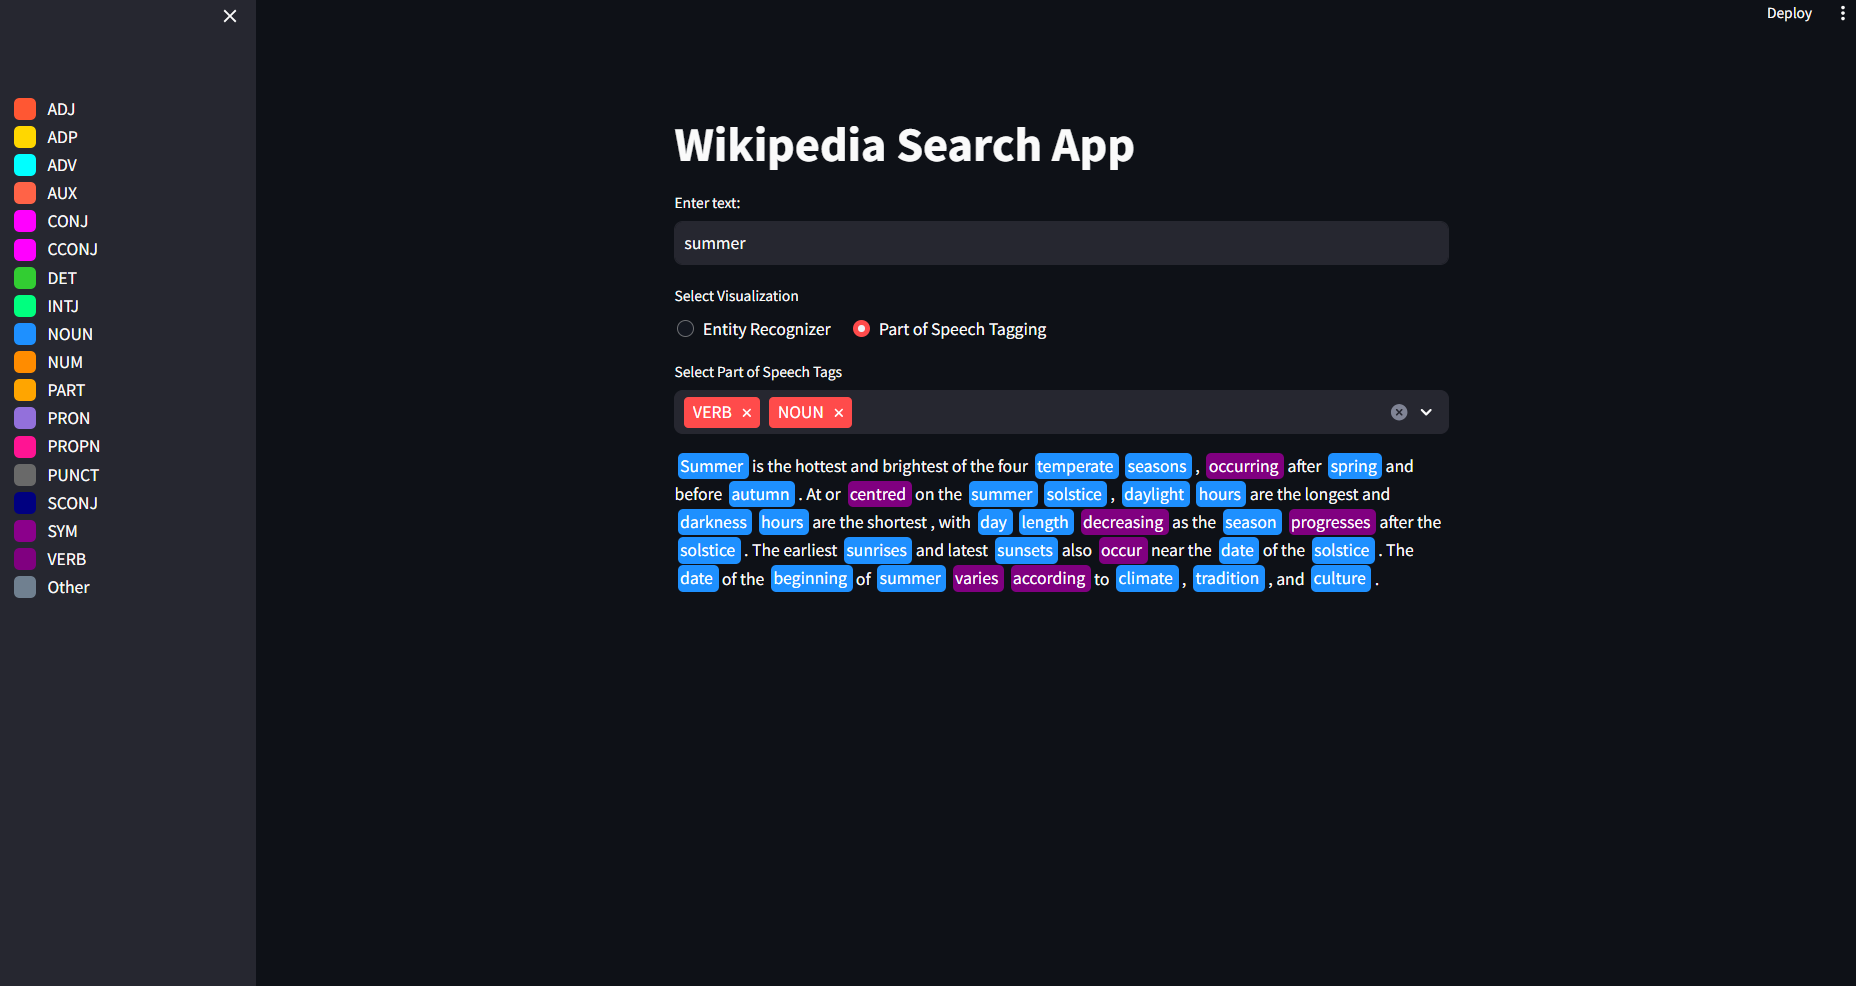 Deploy
ADJ
ADP
ADV
AUX
CONJ
CCONJ
DET
INTJ
NOUN
NUM
PART
PRON
PROPN
PUNCT
SCONJ
SYM
VERB
Other
Wikipedia Search App
Enter text:
summer
Select Visualization
Entity Recognizer Part of Speech Tagging
Select Part of Speech Tags
VERB NOUN
Summer is the hottest and brightest of the four temperate seasons , occurring after spring and
before autumn . At or centred on the summer solstice , daylight hours are the longest and
darkness hours are the shortest , with day length decreasing as the season progresses after the
solstice . The earliest sunrises and latest sunsets also occur near the date of the solstice . The
date of the beginning of summer varies according to climate , tradition , and culture .